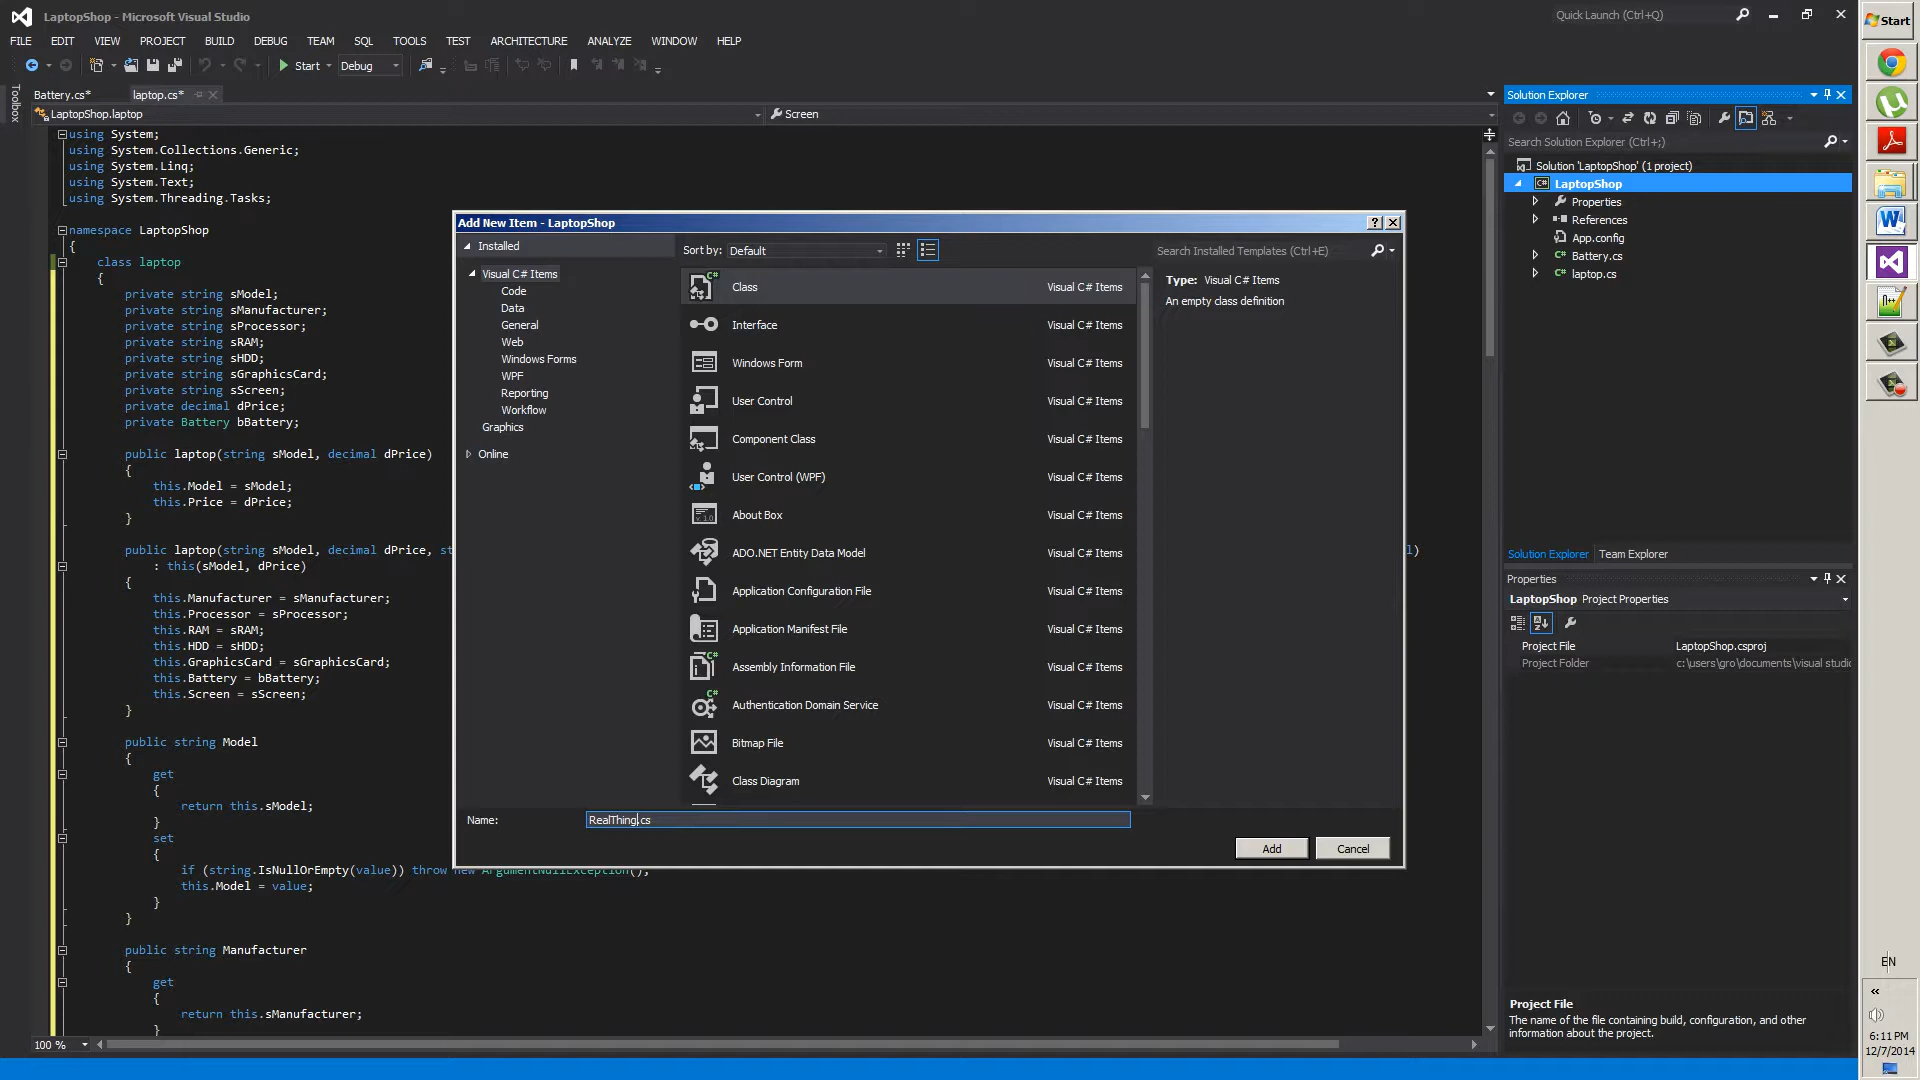 LaptopShop - Microsoft Visual Studio
Quick Launch (Ctrl+Q)
FILE EDIT VIEW PROJECT BUILD DEBUG TEAM SQL TOOLS TEST ARCHITECTURE ANALYZE WINDOW HELP
Start Debug
Toolbox
Battery.cs* laptop.cs*
LaptopShop.laptop Screen
using System;
using System.Collections.Generic;
using System.Linq;
using System.Text;
using System.Threading.Tasks;
namespace LaptopShop
{
class laptop
{
private string sModel;
private string sManufacturer;
private string sProcessor;
private string sRAM;
private string sHDD;
private string sGraphicsCard;
private string sScreen;
private decimal dPrice;
private Battery bBattery;
public laptop(string sModel, decimal dPrice)
{
this.Model = sModel;
this.Price = dPrice;
}
public laptop(string sModel, decimal dPrice, st
l)
: this(sModel, dPrice)
{
this.Manufacturer = sManufacturer;
this.Processor = sProcessor;
this.RAM = sRAM;
this.HDD = sHDD;
this.GraphicsCard = sGraphicsCard;
this.Battery = bBattery;
this.Screen = sScreen;
}
public string Model
{
get
{
return this.sModel;
}
set
{
if (string.IsNullOrEmpty(value)) throw new ArgumentNullException();
this.Model = value;
}
}
public string Manufacturer
{
get
{
return this.sManufacturer;
}
100 %
Add New Item - LaptopShop
Installed
Visual C# Items
Code
Data
General
Web
Windows Forms
WPF
Reporting
Workflow
Graphics
Online
Sort by: Default
Search Installed Templates (Ctrl+E)
Class Visual C# Items
Interface Visual C# Items
Windows Form Visual C# Items
User Control Visual C# Items
Component Class Visual C# Items
User Control (WPF) Visual C# Items
About Box Visual C# Items
ADO.NET Entity Data Model Visual C# Items
Application Configuration File Visual C# Items
Application Manifest File Visual C# Items
Assembly Information File Visual C# Items
Authentication Domain Service Visual C# Items
Bitmap File Visual C# Items
Class Diagram Visual C# Items
Type: Visual C# Items
An empty class definition
Name: RealThing.cs
Add Cancel
Solution Explorer
Search Solution Explorer (Ctrl+;)
Solution 'LaptopShop' (1 project)
C# LaptopShop
Properties
References
App.config
C# Battery.cs
C# laptop.cs
Solution Explorer Team Explorer
Properties
LaptopShop Project Properties
Project File LaptopShop.csproj
Project Folder c:\users\gro\documents\visual studio
Project File
The name of the file containing build, configuration, and other
information about the project.
Start
EN
6:11 PM
12/7/2014